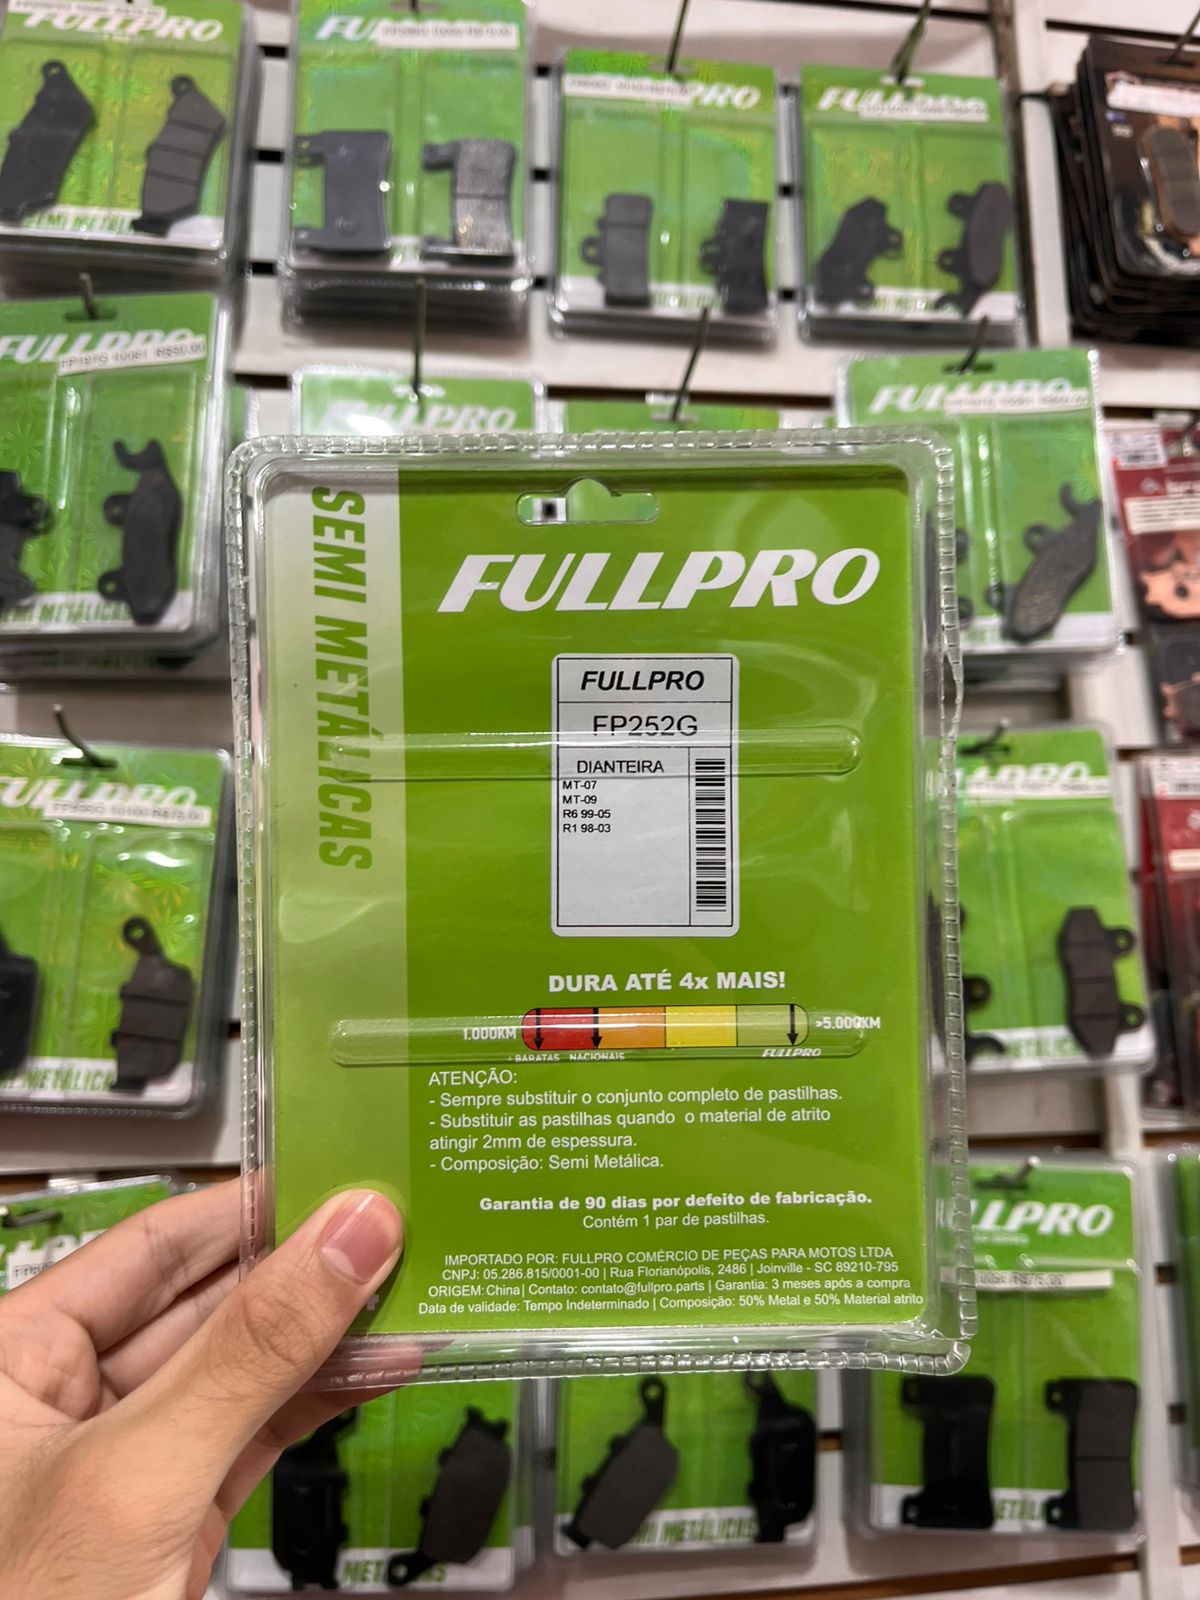 FULLPRO
FULLPRO
FULLPRO
FP197G 10081 R$50,00
FULLPRO
FULLPRO
SEMI METÁLICAS
FULLPRO
FULLPRO
FP252G
DIANTEIRA
MT-07
MT-09
R6 99-05
R1 98-03
DURA ATÉ 4x MAIS!
1.000KM
>5.000KM
BARATAS NACIONAIS
FULLPRO
ATENÇÃO:
- Sempre substituir o conjunto completo de pastilhas.
- Substituir as pastilhas quando o material de atrito
atingir 2mm de espessura.
- Composição: Semi Metálica.
Garantia de 90 dias por defeito de fabricação.
Contém 1 par de pastilhas.
IMPORTADO POR: FULLPRO COMÉRCIO DE PEÇAS PARA MOTOS LTDA
CNPJ: 05.286.815/0001-00 | Rua Florianópolis, 2486 | Joinville - SC 89210-795
ORIGEM: China | Contato: contato@fullpro.parts | Garantia: 3 meses após a compra
Data de validade: Tempo Indeterminado | Composição: 50% Metal e 50% Material atrito